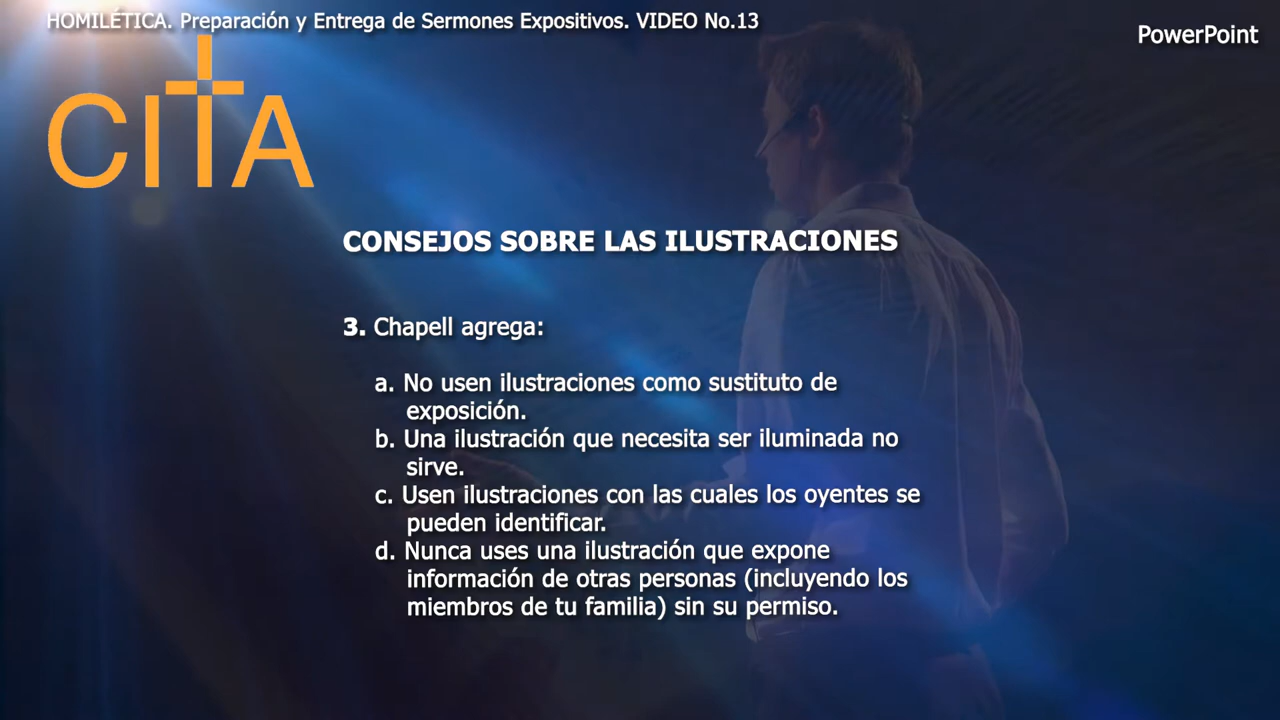 HOMILÉTICA. Preparación y Entrega de Sermones Expositivos. VIDEO No.13
PowerPoint
CITA
CONSEJOS SOBRE LAS ILUSTRACIONES
3. Chapell agrega:
a. No usen ilustraciones como sustituto de
exposición.
b. Una ilustración que necesita ser iluminada no
sirve.
c. Usen ilustraciones con las cuales los oyentes se
pueden identificar.
d. Nunca uses una ilustración que expone
información de otras personas (incluyendo los
miembros de tu familia) sin su permiso.